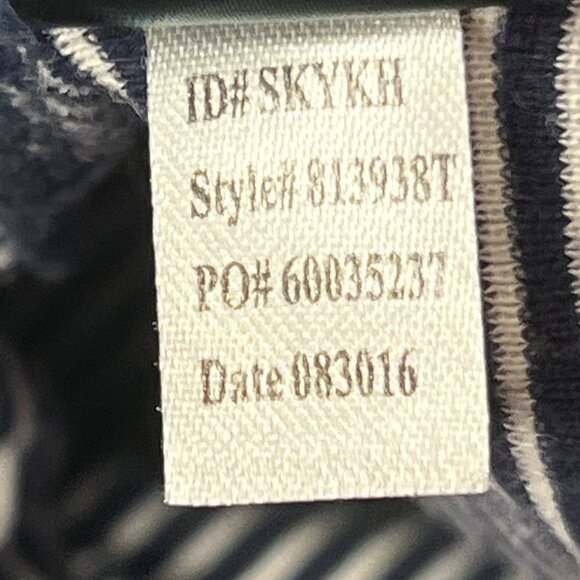 ID# SKYKH
Style# 813938T
PO# 60035237
Date 083016